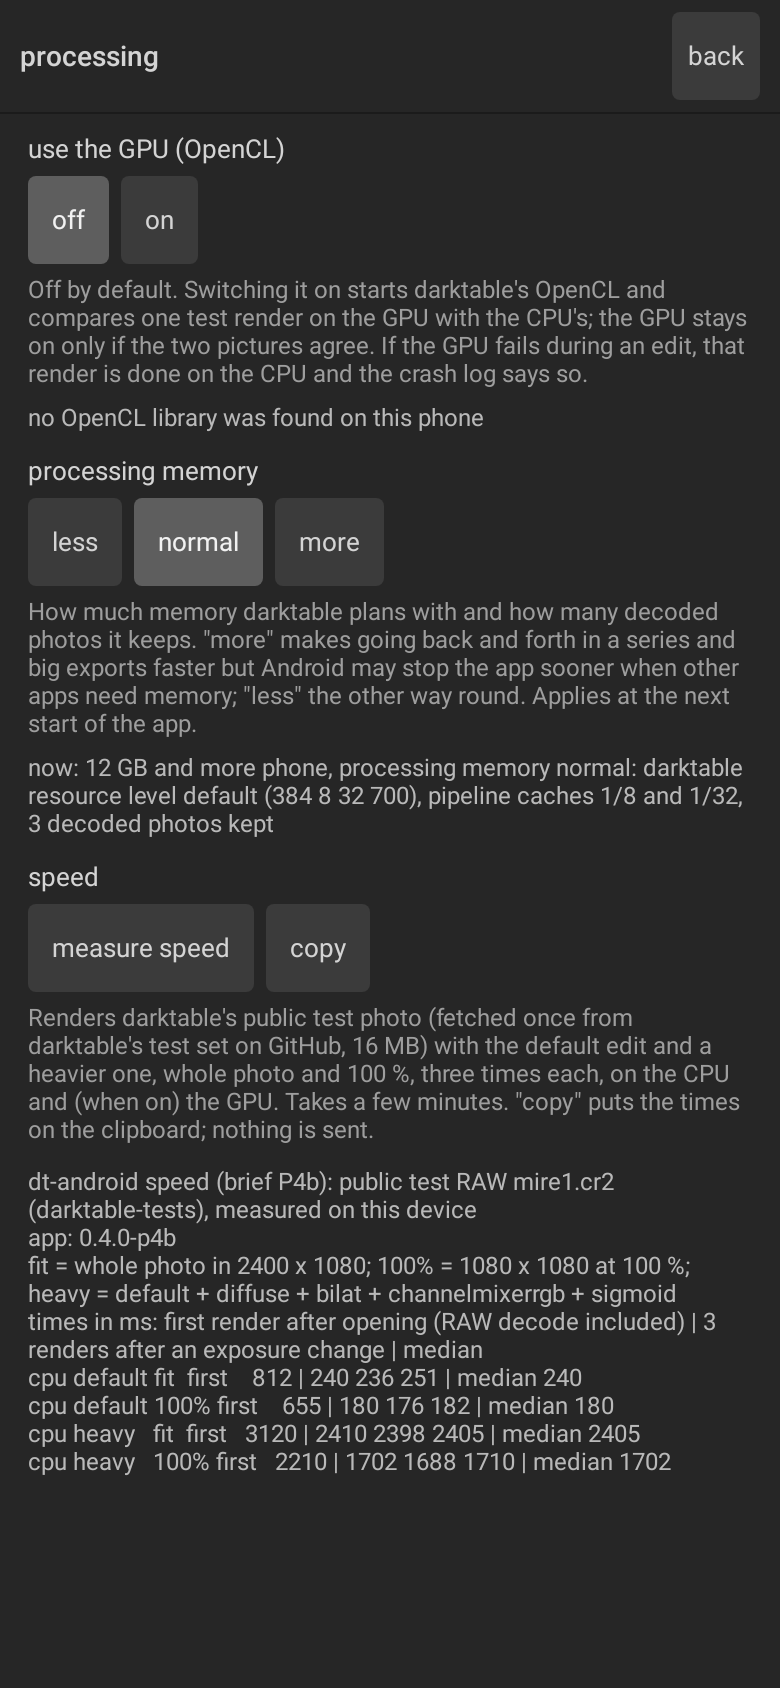 processing
back
use the GPU (OpenCL)
off
on
Off by default. Switching it on starts darktable's OpenCL and
compares one test render on the GPU with the CPU's; the GPU stays
on only if the two pictures agree. If the GPU fails during an edit, that
render is done on the CPU and the crash log says so.
no OpenCL library was found on this phone
processing memory
less
normal
more
How much memory darktable plans with and how many decoded
photos it keeps. "more" makes going back and forth in a series and
big exports faster but Android may stop the app sooner when other
apps need memory; "less" the other way round. Applies at the next
start of the app.
now: 12 GB and more phone, processing memory normal: darktable
resource level default (384 8 32 700), pipeline caches 1/8 and 1/32,
3 decoded photos kept
speed
measure speed
copy
Renders darktable's public test photo (fetched once from
darktable's test set on GitHub, 16 MB) with the default edit and a
heavier one, whole photo and 100 %, three times each, on the CPU
and (when on) the GPU. Takes a few minutes. "copy" puts the times
on the clipboard; nothing is sent.
dt-android speed (brief P4b): public test RAW mire1.cr2
(darktable-tests), measured on this device
app: 0.4.0-p4b
fit = whole photo in 2400 x 1080; 100% = 1080 x 1080 at 100 %;
heavy = default + diffuse + bilat + channelmixerrgb + sigmoid
times in ms: first render after opening (RAW decode included) | 3
renders after an exposure change | median
cpu default fit  first    812 | 240 236 251 | median 240
cpu default 100% first    655 | 180 176 182 | median 180
cpu heavy   fit  first   3120 | 2410 2398 2405 | median 2405
cpu heavy   100% first   2210 | 1702 1688 1710 | median 1702